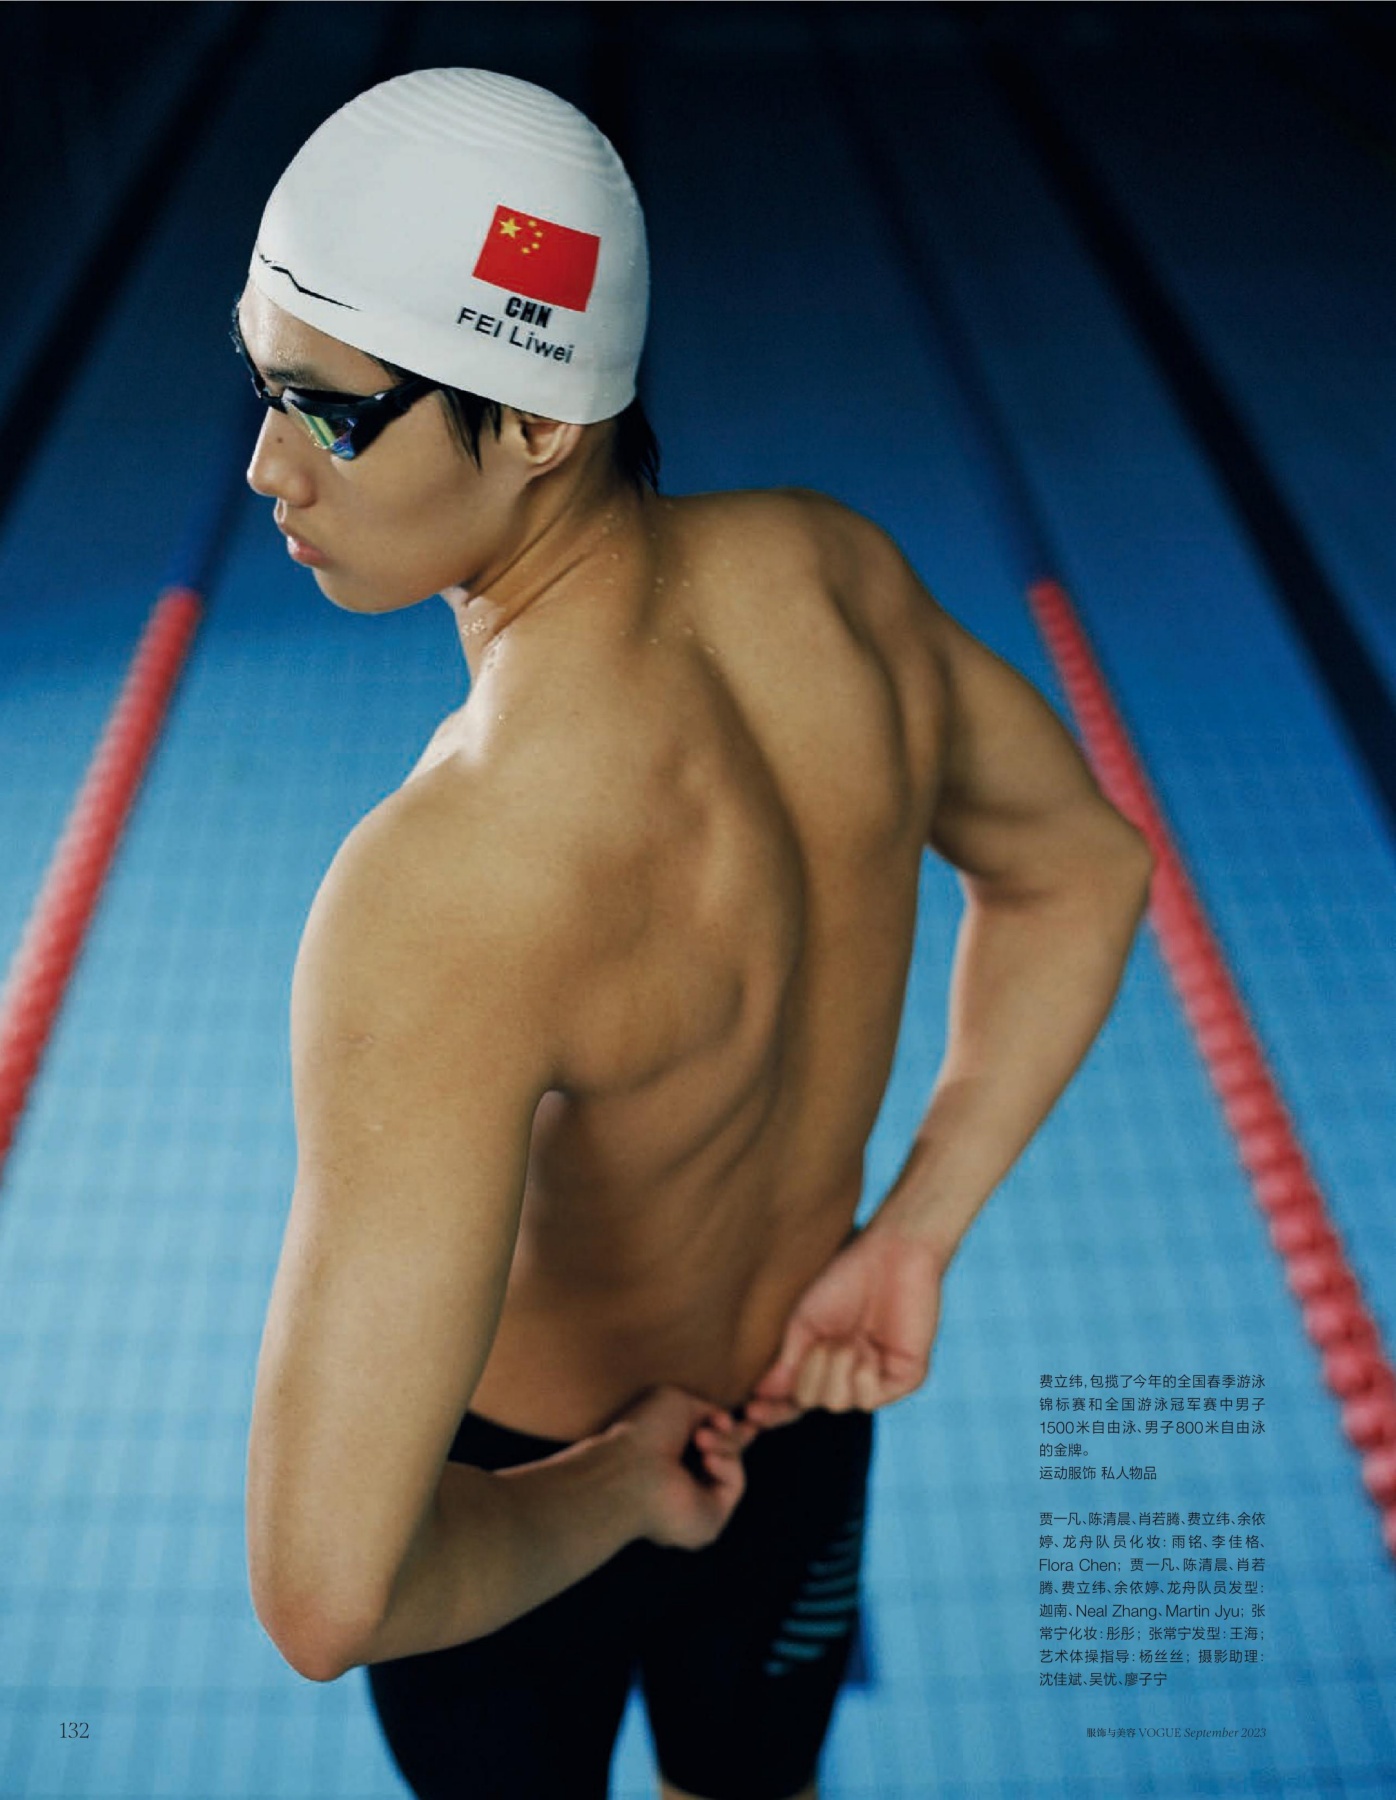 CHN
FEI Liwei
费立纬，包揽了今年的全国春季游泳
锦标赛和全国游泳冠军赛中男子
1500米自由泳、男子800米自由泳
的金牌。
运动服饰 私人物品
贾一凡、陈清晨、肖若腾、费立纬、余依
婷、龙舟队员化妆：雨铭、李佳格、
Flora Chen；贾一凡、陈清晨、肖若
腾、费立纬、余依婷、龙舟队员发型：
迦南、Neal Zhang、Martin Jyu；张
常宁化妆：彤彤；张常宁发型：王海；
艺术体操指导：杨丝丝；摄影助理：
沈佳斌、吴忧、廖子宁
132
服饰与美容 VOGUE September 2023